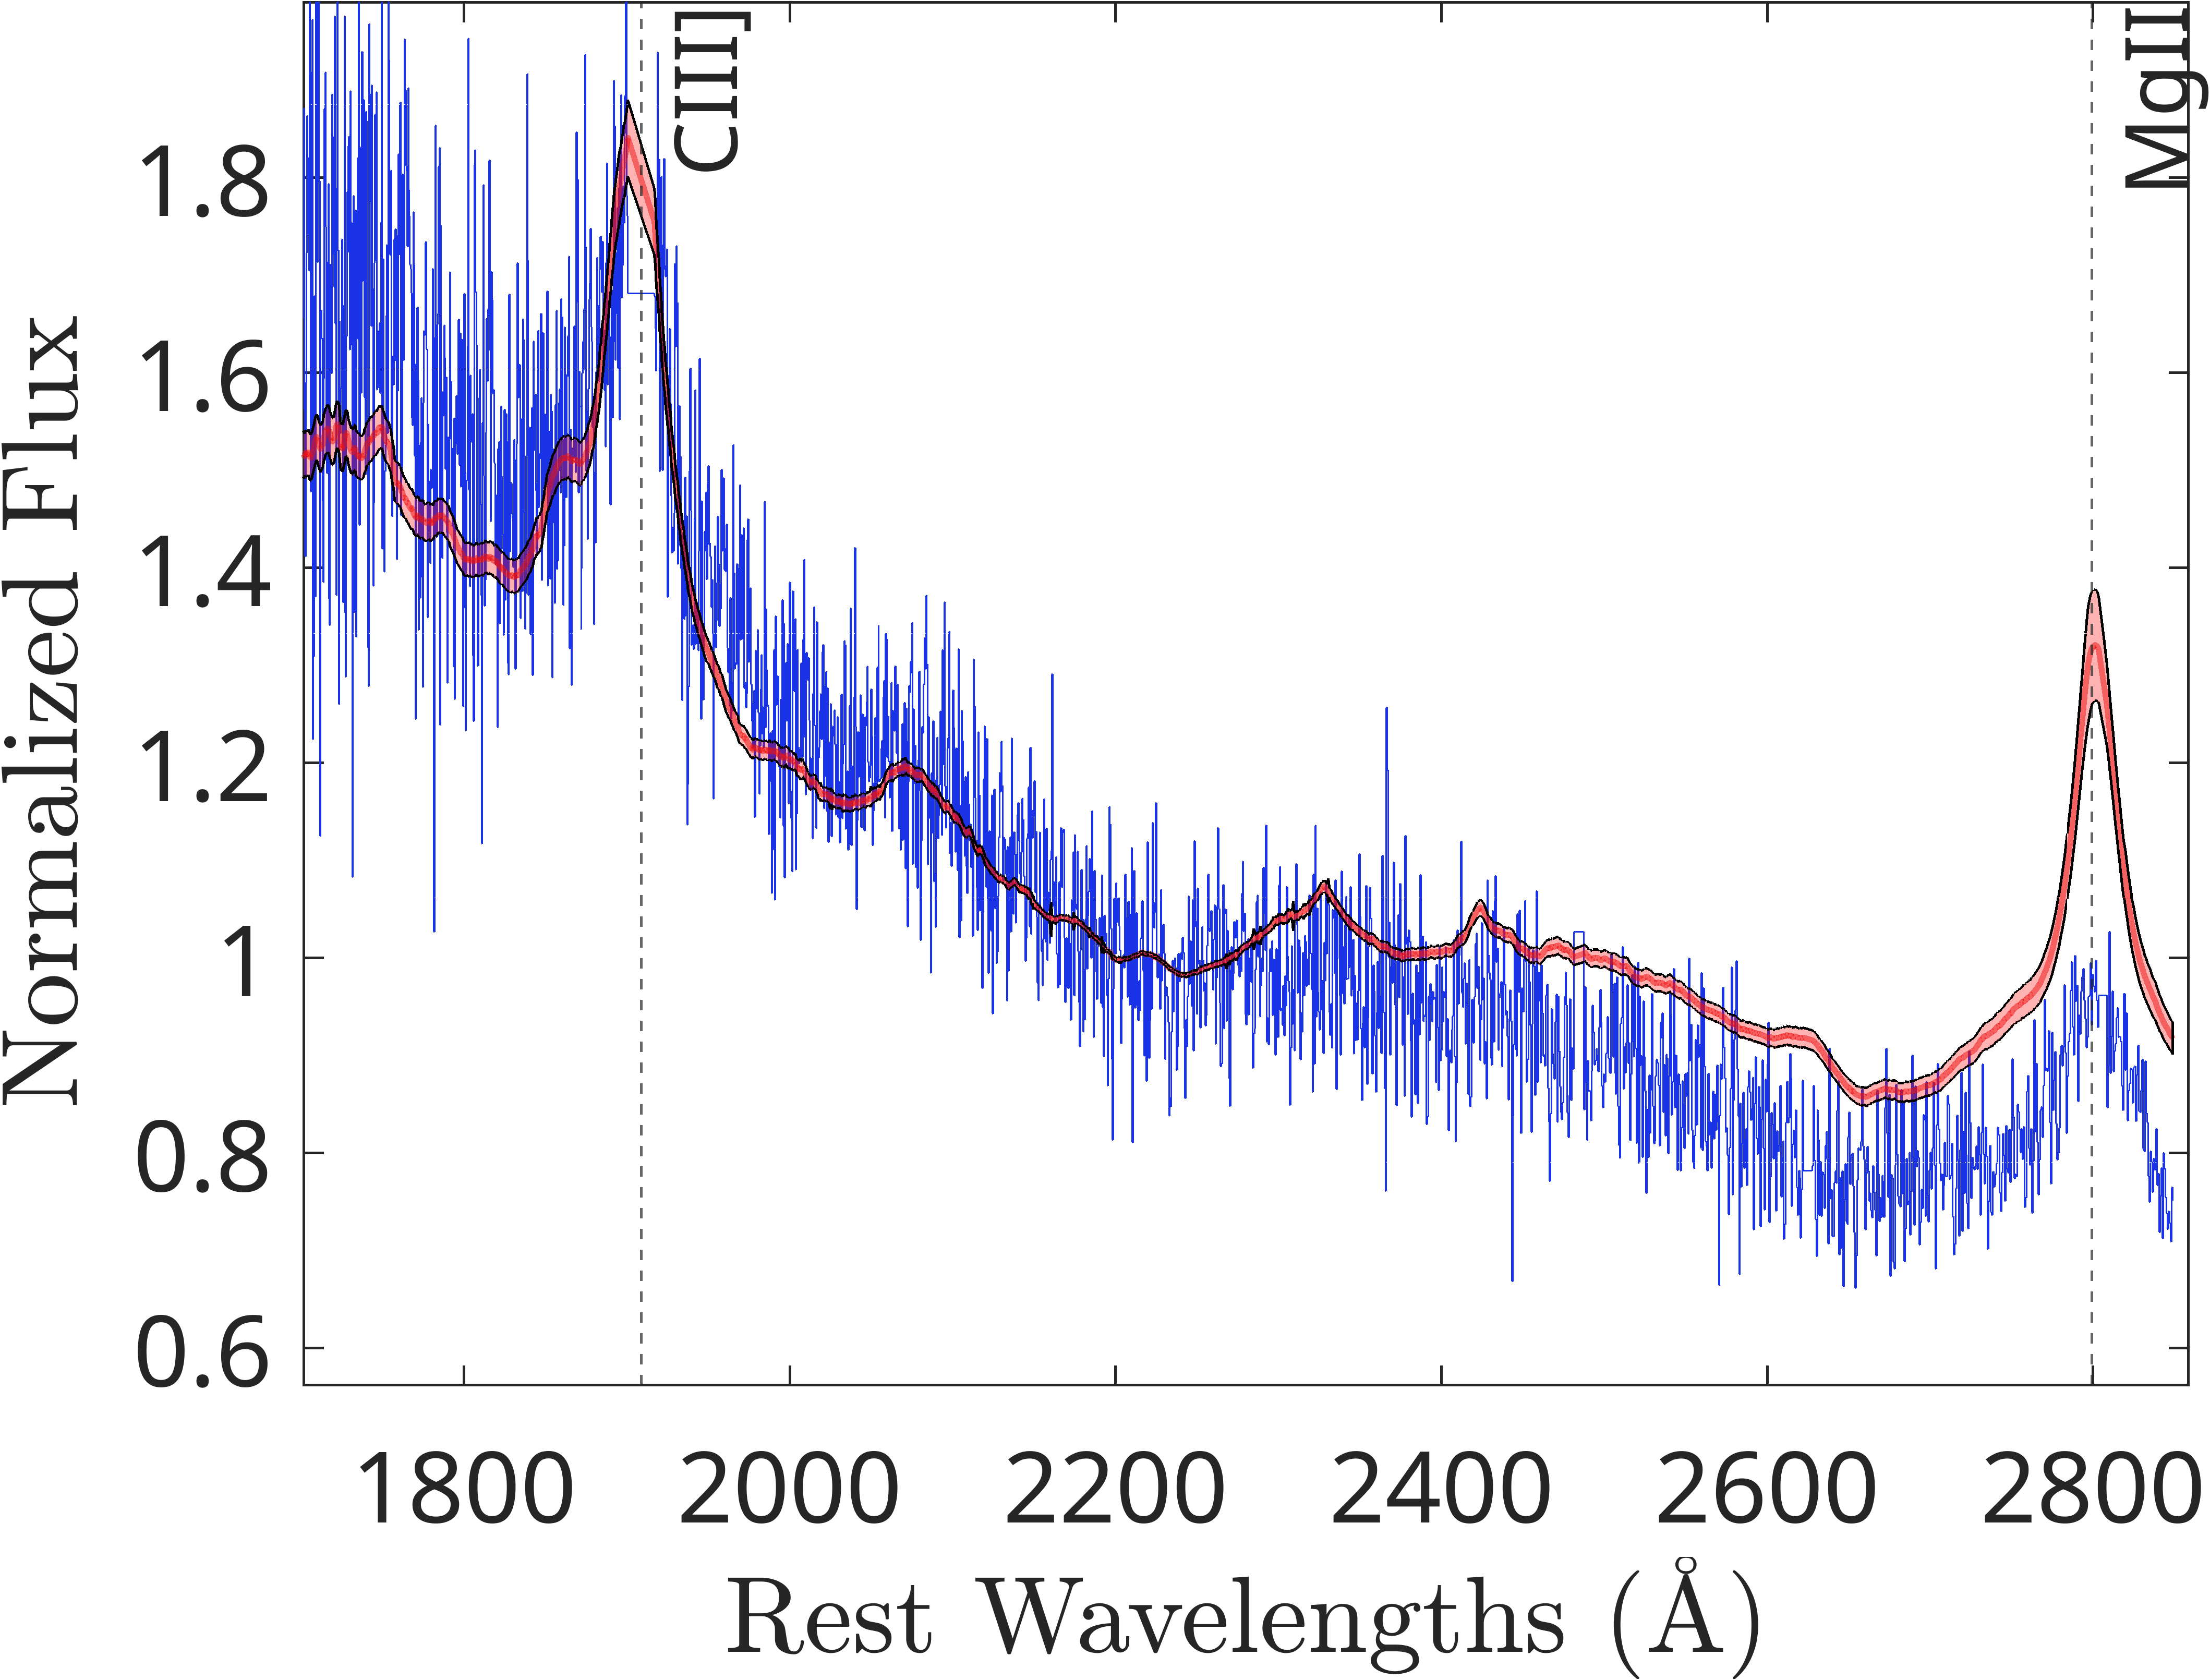 CIII]
MgII
Normalized Flux
1.8
1.6
1.4
1.2
1
0.8
0.6
1800 2000 2200 2400 2600 2800
Rest Wavelengths (Å)